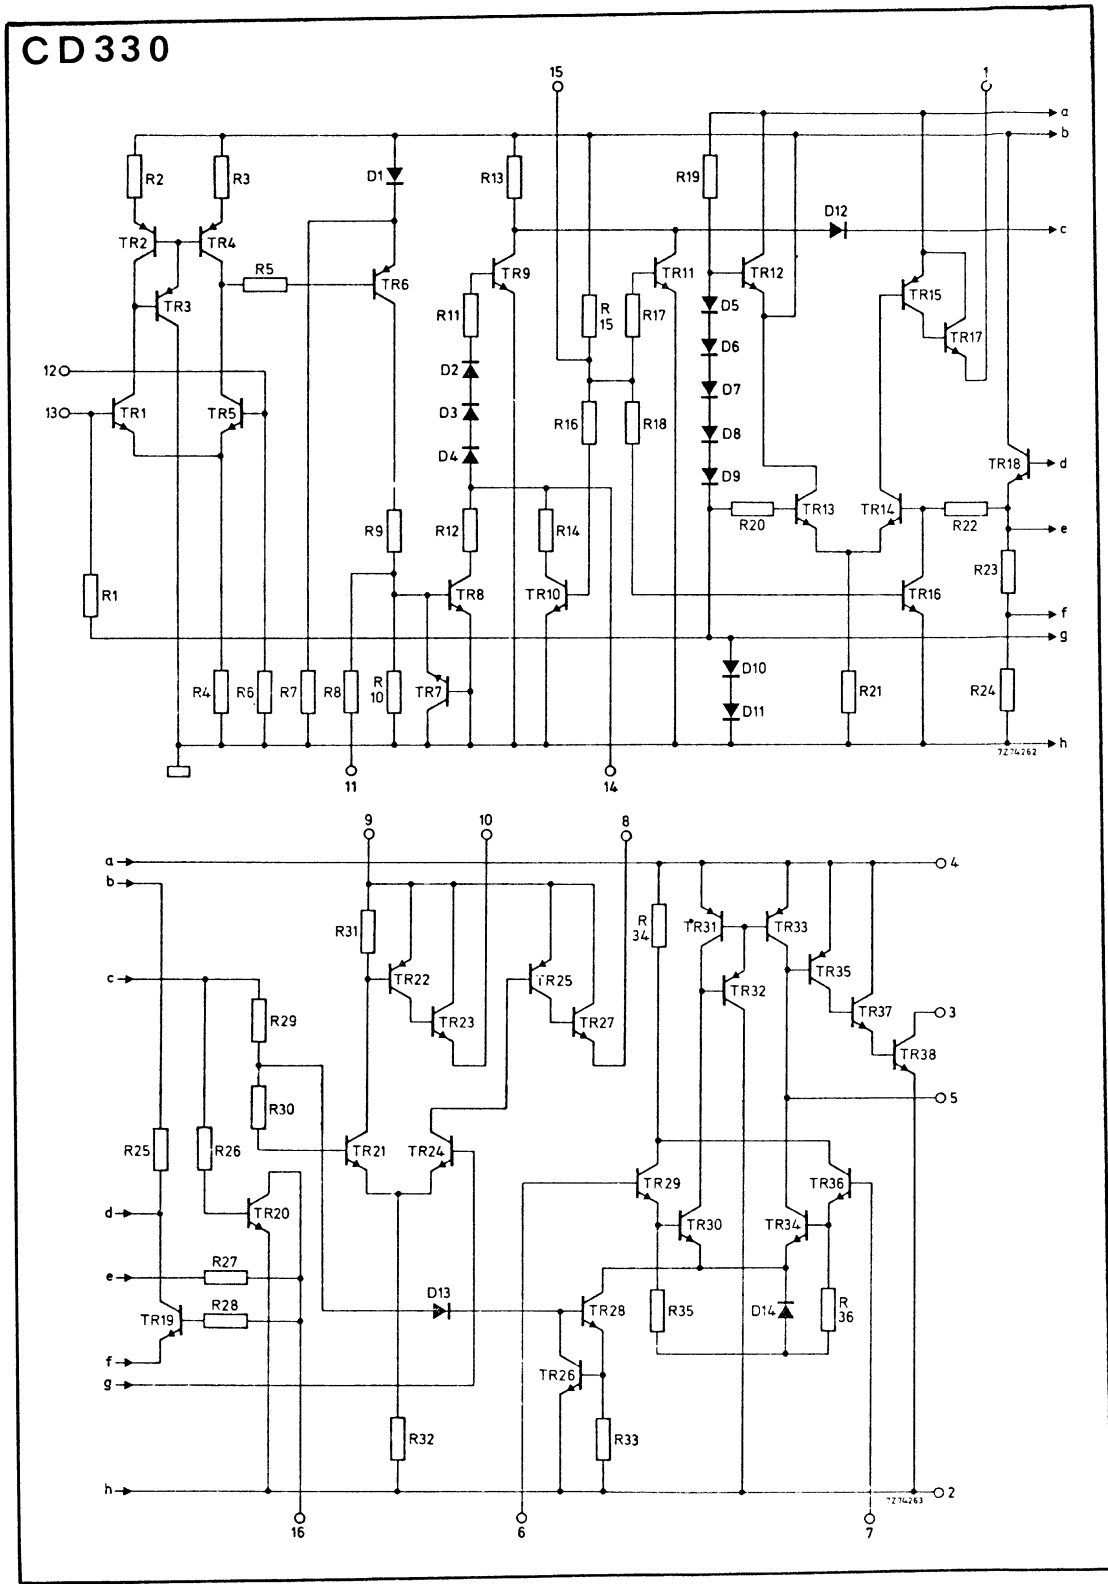 CD330
15 1
a
b
R2 R3 D1 R13 R19
D12
c
TR2 TR4 R5 TR9 TR11 TR12
TR3 TR6 TR15
R11 R
15 R17 D5
TR17
D6
12 D2
D7
13 TR1 TR5 D3
R16 R18 D8
D4 TR18 d
D9
R9 R12 R14 R20 TR13 TR14 R22
e
R23
R1 TR8 TR10 TR16
f
g
D10
R4 R6 R7 R8 R
10 TR7 R21 R24
D11
h
7Z74262
11 14
9 10 8
a 4
b
R31 R
34 TR31 TR33
TR35
c TR22 TR25 TR32
R29 TR23 TR27 TR37 3
TR38
R30 5
R25 R26 TR21 TR24
TR29 TR36
d TR20 TR30 TR34
R27
e
D13
R28 TR28 R35 D14 R
36
TR19
f
TR26
g
R32 R33
h 2
7Z74263
16 6 7